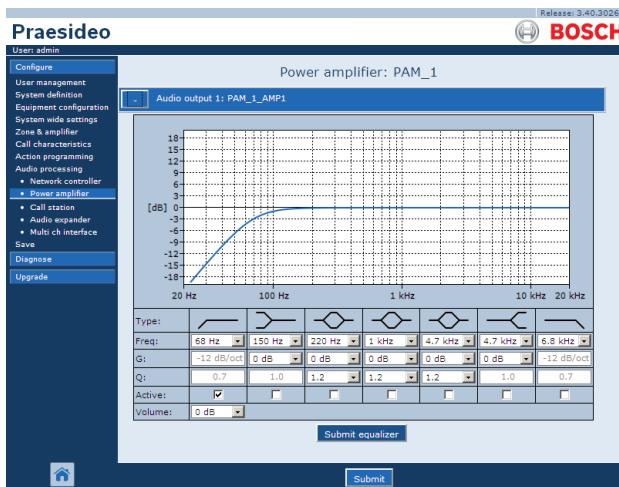 Release: 3.40.3026
Praesideo
BOSCH
User: admin
Configure
User management
System definition
Equipment configuration
System wide settings
Zone & amplifier
Call characteristics
Action programming
Audio processing
• Network controller
• Power amplifier
• Call station
• Audio expander
• Multi ch interface
Save
Diagnose
Upgrade
Power amplifier: PAM_1
- Audio output 1: PAM_1_AMP1
18
15
12
9
6
3
[dB] 0
-3
-6
-9
-12
-15
-18
20 Hz 100 Hz 1 kHz 10 kHz 20 kHz
Type:
Freq: 68 Hz 150 Hz 220 Hz 1 kHz 4.7 kHz 4.7 kHz 6.8 kHz
G: -12 dB/oct 0 dB 0 dB 0 dB 0 dB 0 dB -12 dB/oct
Q: 0.7 1.0 1.2 1.2 1.2 1.0 0.7
Active:
Volume: 0 dB
Submit equalizer
Submit